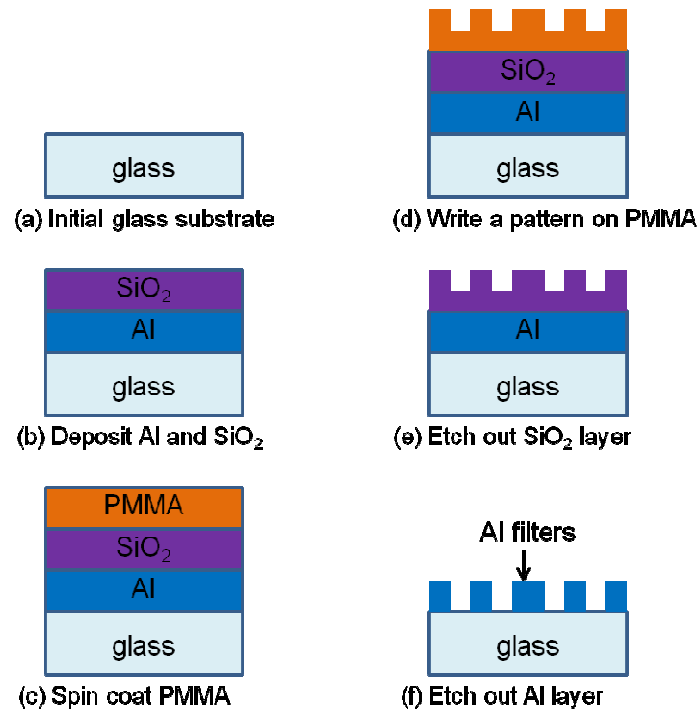 glass
(a) Initial glass substrate
SiO₂
Al
glass
(b) Deposit Al and SiO₂
PMMA
SiO₂
Al
glass
(c) Spin coat PMMA
SiO₂
Al
glass
(d) Write a pattern on PMMA
Al
glass
(e) Etch out SiO₂ layer
Al filters
glass
(f) Etch out Al layer